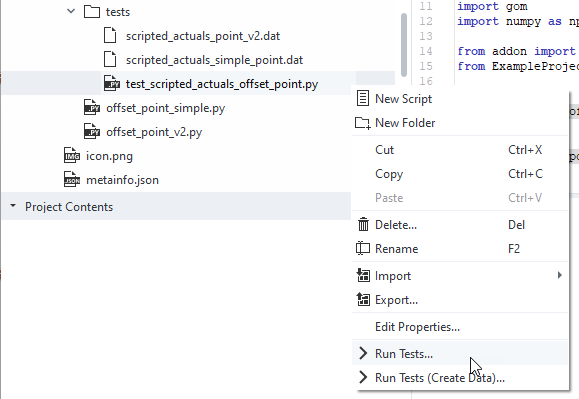 tests
scripted_actuals_point_v2.dat
scripted_actuals_simple_point.dat
test_scripted_actuals_offset_point.py
offset_point_simple.py
offset_point_v2.py
icon.png
metainfo.json
Project Contents
11 import gom
12 import numpy as np
13
14 from addon import
15 from ExampleProje
16
New Script
New Folder
Cut Ctrl+X
Copy Ctrl+C
Paste Ctrl+V
Delete... Del
Rename F2
Import
Export...
Edit Properties...
Run Tests...
Run Tests (Create Data)...